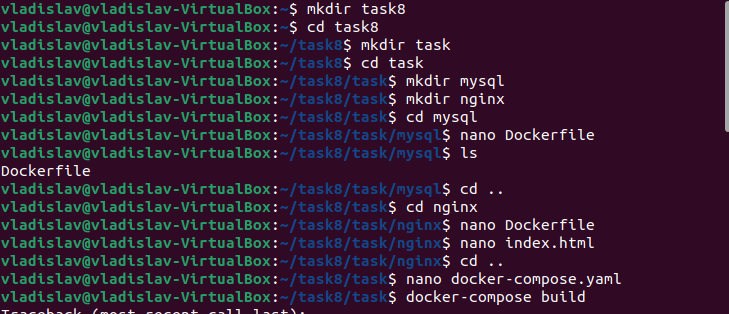 vladislav@vladislav-VirtualBox:~$ mkdir task8
vladislav@vladislav-VirtualBox:~$ cd task8
vladislav@vladislav-VirtualBox:~/task8$ mkdir task
vladislav@vladislav-VirtualBox:~/task8$ cd task
vladislav@vladislav-VirtualBox:~/task8/task$ mkdir mysql
vladislav@vladislav-VirtualBox:~/task8/task$ mkdir nginx
vladislav@vladislav-VirtualBox:~/task8/task$ cd mysql
vladislav@vladislav-VirtualBox:~/task8/task/mysql$ nano Dockerfile
vladislav@vladislav-VirtualBox:~/task8/task/mysql$ ls
Dockerfile
vladislav@vladislav-VirtualBox:~/task8/task/mysql$ cd ..
vladislav@vladislav-VirtualBox:~/task8/task$ cd nginx
vladislav@vladislav-VirtualBox:~/task8/task/nginx$ nano Dockerfile
vladislav@vladislav-VirtualBox:~/task8/task/nginx$ nano index.html
vladislav@vladislav-VirtualBox:~/task8/task/nginx$ cd ..
vladislav@vladislav-VirtualBox:~/task8/task$ nano docker-compose.yaml
vladislav@vladislav-VirtualBox:~/task8/task$ docker-compose build
Traceback (most recent call last):